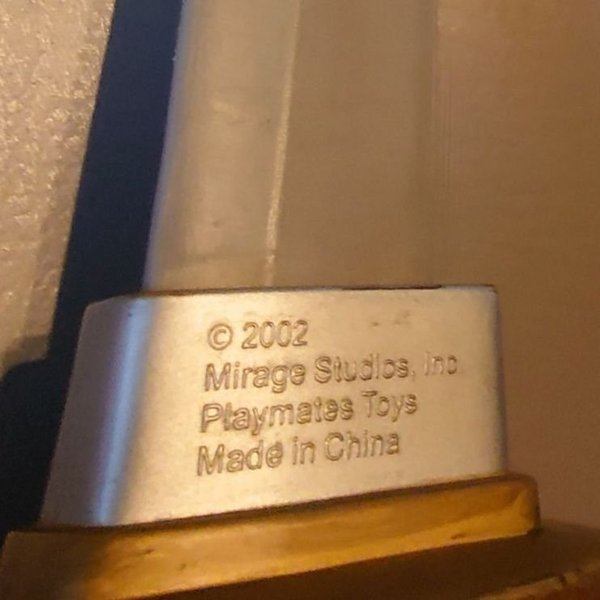 © 2002
Mirage Studios, Inc.
Playmates Toys
Made in China